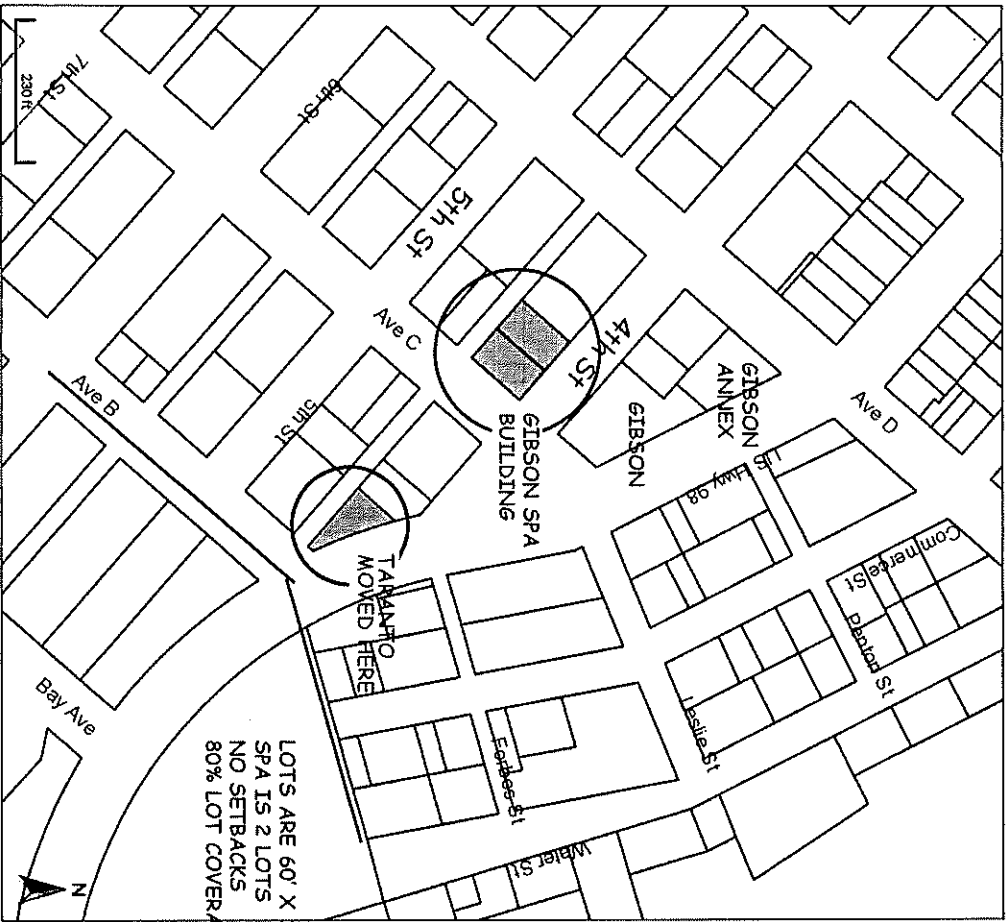 230 ft
7th St
6th St
5th St
4th St
Ave C
Ave B
5th St
Ave D
GIBSON
ANNEX
GIBSON
GIBSON SPA
BUILDING
US Hwy 98
Commerce St
Penton St
Leslie St
Forbes St
Water St
TARANTO
MOVED HERE
Bay Ave
LOTS ARE 60' X
SPA IS 2 LOTS
NO SETBACKS
80% LOT COVERA
N